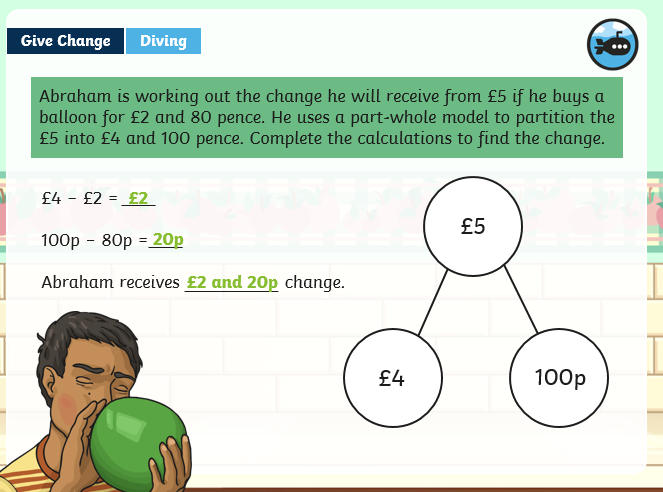 Give Change Diving
Abraham is working out the change he will receive from £5 if he buys a
balloon for £2 and 80 pence. He uses a part-whole model to partition the
£5 into £4 and 100 pence. Complete the calculations to find the change.
£4 – £2 = £2
100p – 80p = 20p
Abraham receives £2 and 20p change.
£5
£4 100p